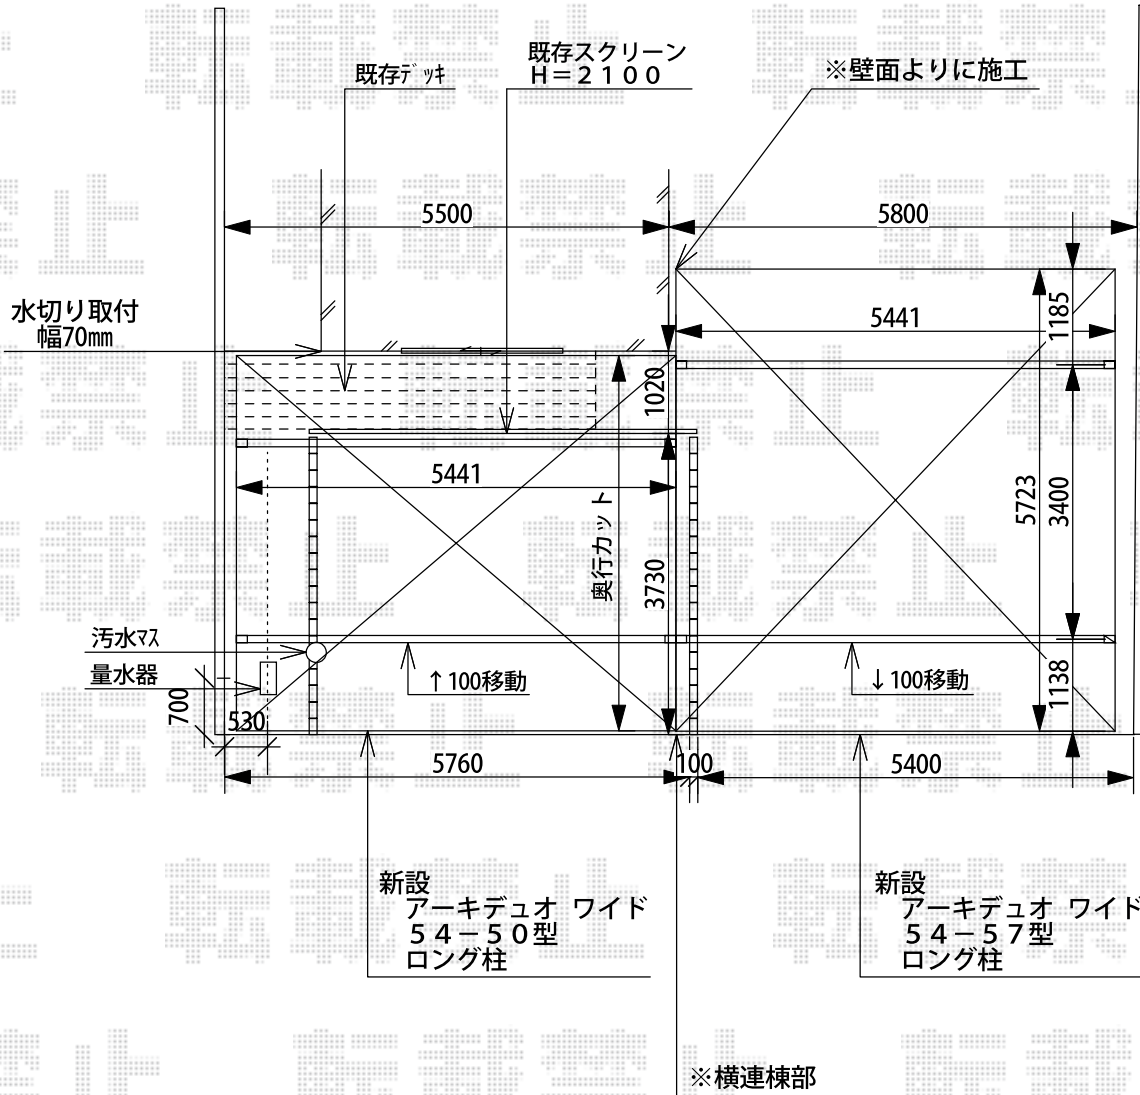 既存デッキ
既存スクリーン
H=2100
※壁面よりに施工
5500
5800
水切り取付
幅70mm
5441
1185
1020
5441
奥行カット
3730
5723
3400
汚水マス
量水器
↑100移動
↓100移動
1138
700
530
5760
100
5400
新設
アーキデュオ ワイド
54-50型
ロング柱
新設
アーキデュオ ワイド
54-57型
ロング柱
※横連棟部
転載禁止